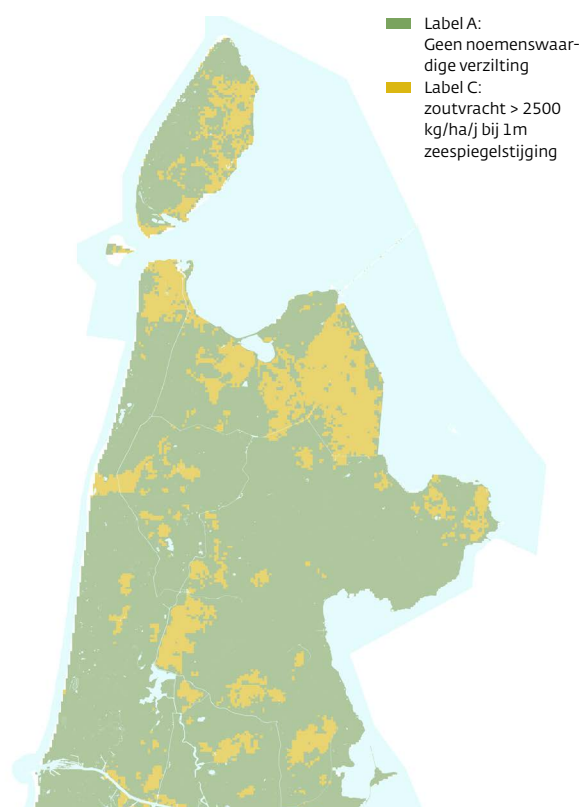 Label A:
Geen noemenswaar-
dige verzilting
Label C:
zoutvracht > 2500
kg/ha/j bij 1m
zeespiegelstijging